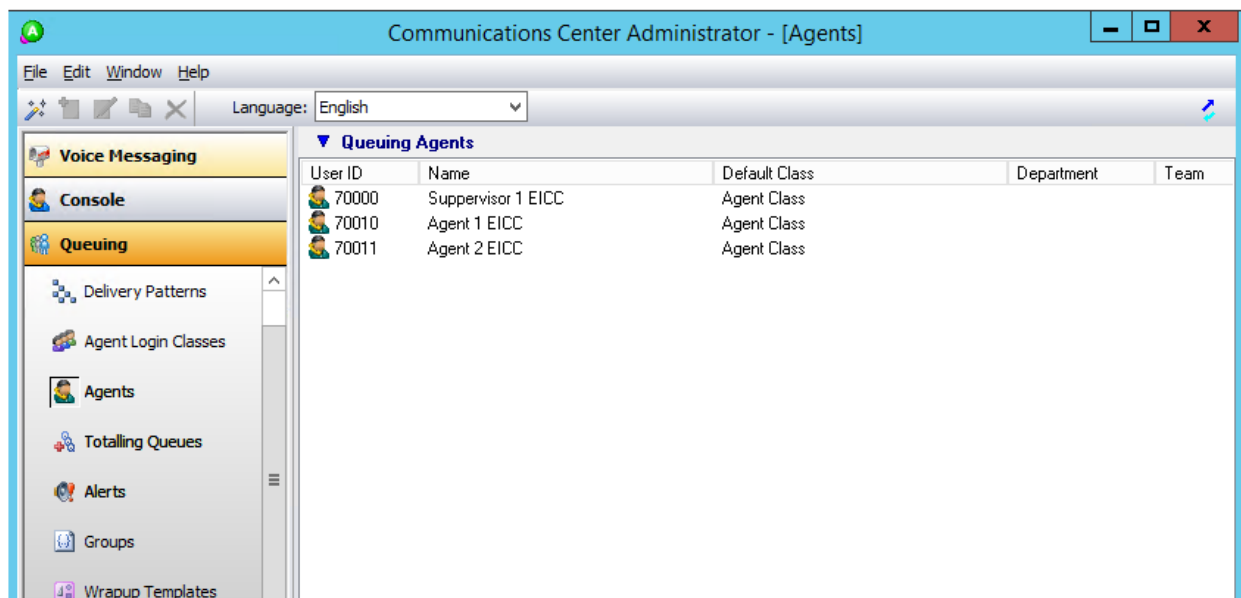 Communications Center Administrator - [Agents]
File Edit Window Help
Language: English
Voice Messaging
Console
Queuing
Delivery Patterns
Agent Login Classes
Agents
Totalling Queues
Alerts
Groups
Wrapup Templates
Queuing Agents
User ID Name Default Class Department Team
70000 Suppervisor 1 EICC Agent Class
70010 Agent 1 EICC Agent Class
70011 Agent 2 EICC Agent Class